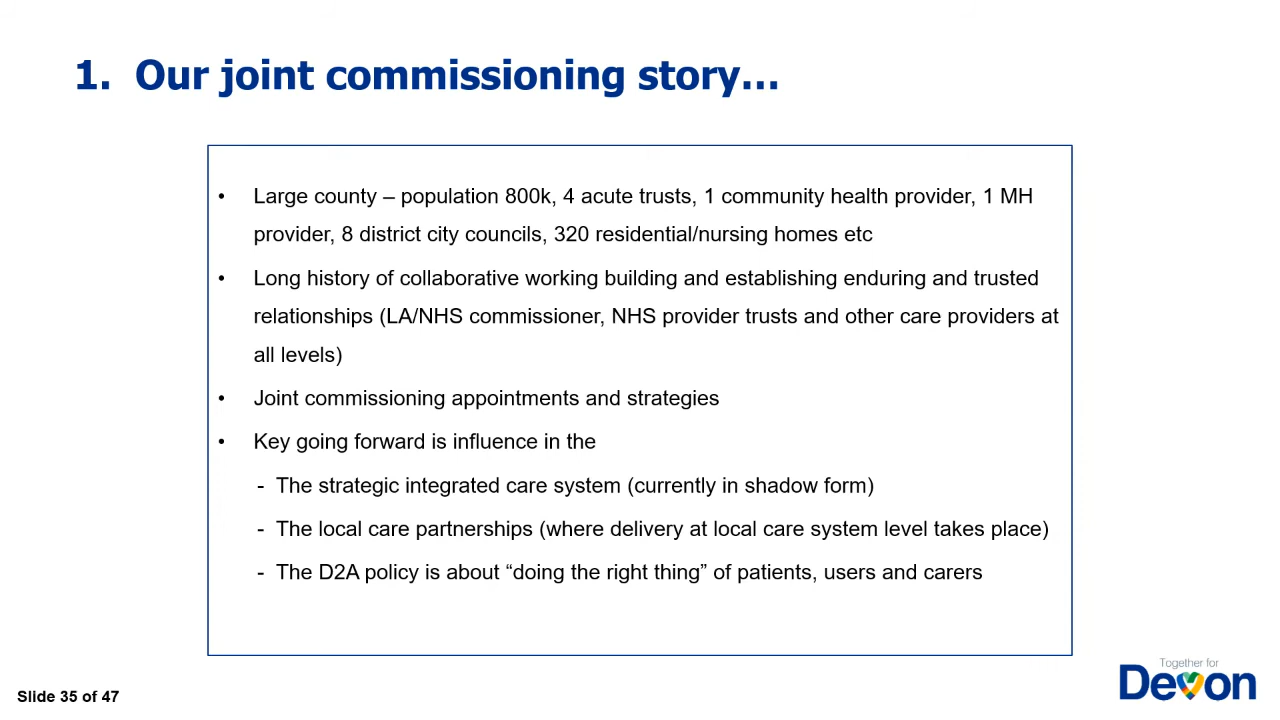 1. Our joint commissioning story...
• Large county – population 800k, 4 acute trusts, 1 community health provider, 1 MH
provider, 8 district city councils, 320 residential/nursing homes etc
• Long history of collaborative working building and establishing enduring and trusted
relationships (LA/NHS commissioner, NHS provider trusts and other care providers at
all levels)
• Joint commissioning appointments and strategies
• Key going forward is influence in the
- The strategic integrated care system (currently in shadow form)
- The local care partnerships (where delivery at local care system level takes place)
- The D2A policy is about “doing the right thing” of patients, users and carers
Together for
Devon
Slide 35 of 47